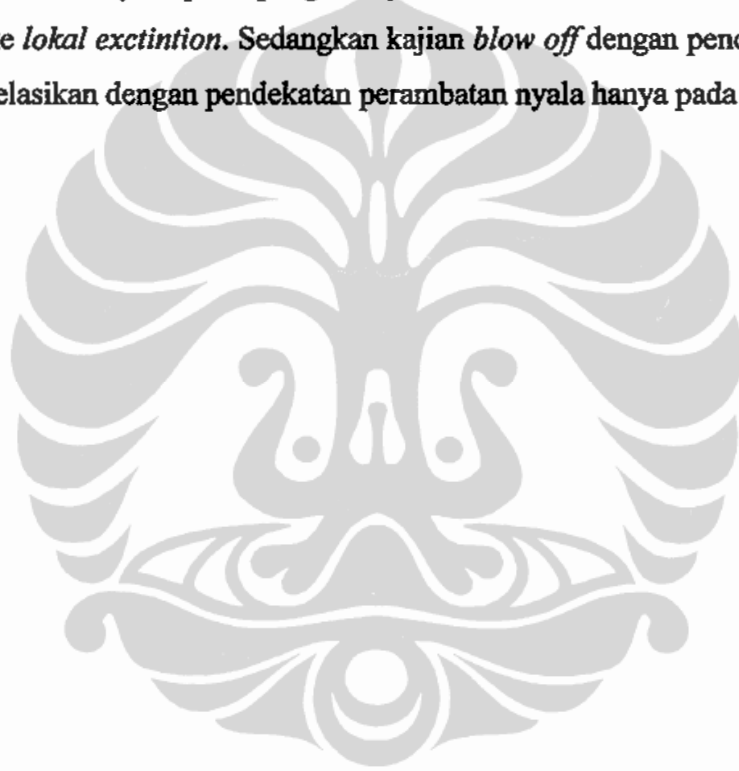 e lokal exctintion. Sedangkan kajian blow off dengan pend
elasikan dengan pendekatan perambatan nyala hanya pada